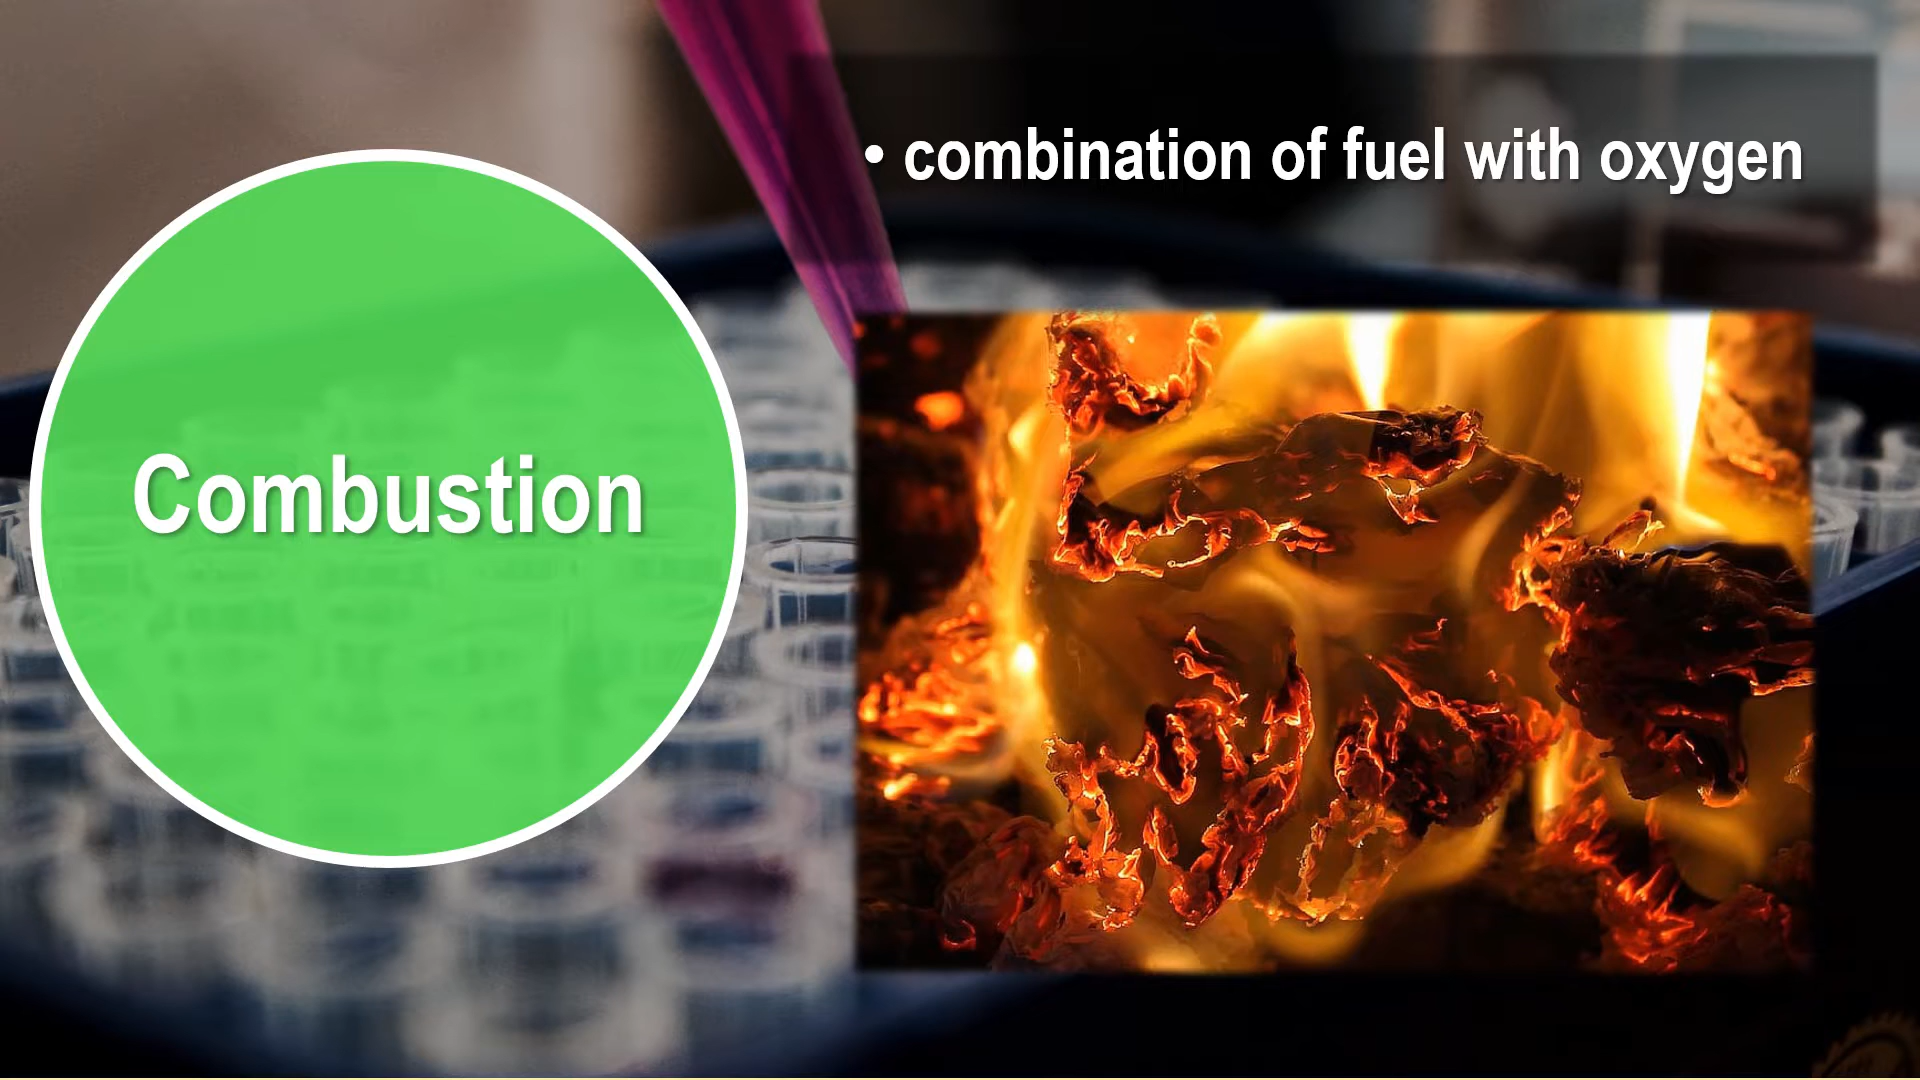 Combustion
• combination of fuel with oxygen